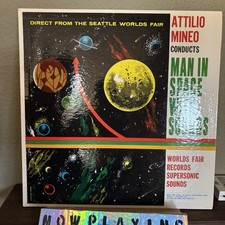 DIRECT FROM THE SEATTLE WORLDS FAIR
ATTILIO
MINEO
CONDUCTS
MAN IN
SPACE
WITH
SOUNDS
WORLDS FAIR
RECORDS
SUPERSONIC
SOUNDS
NOW PLAYING